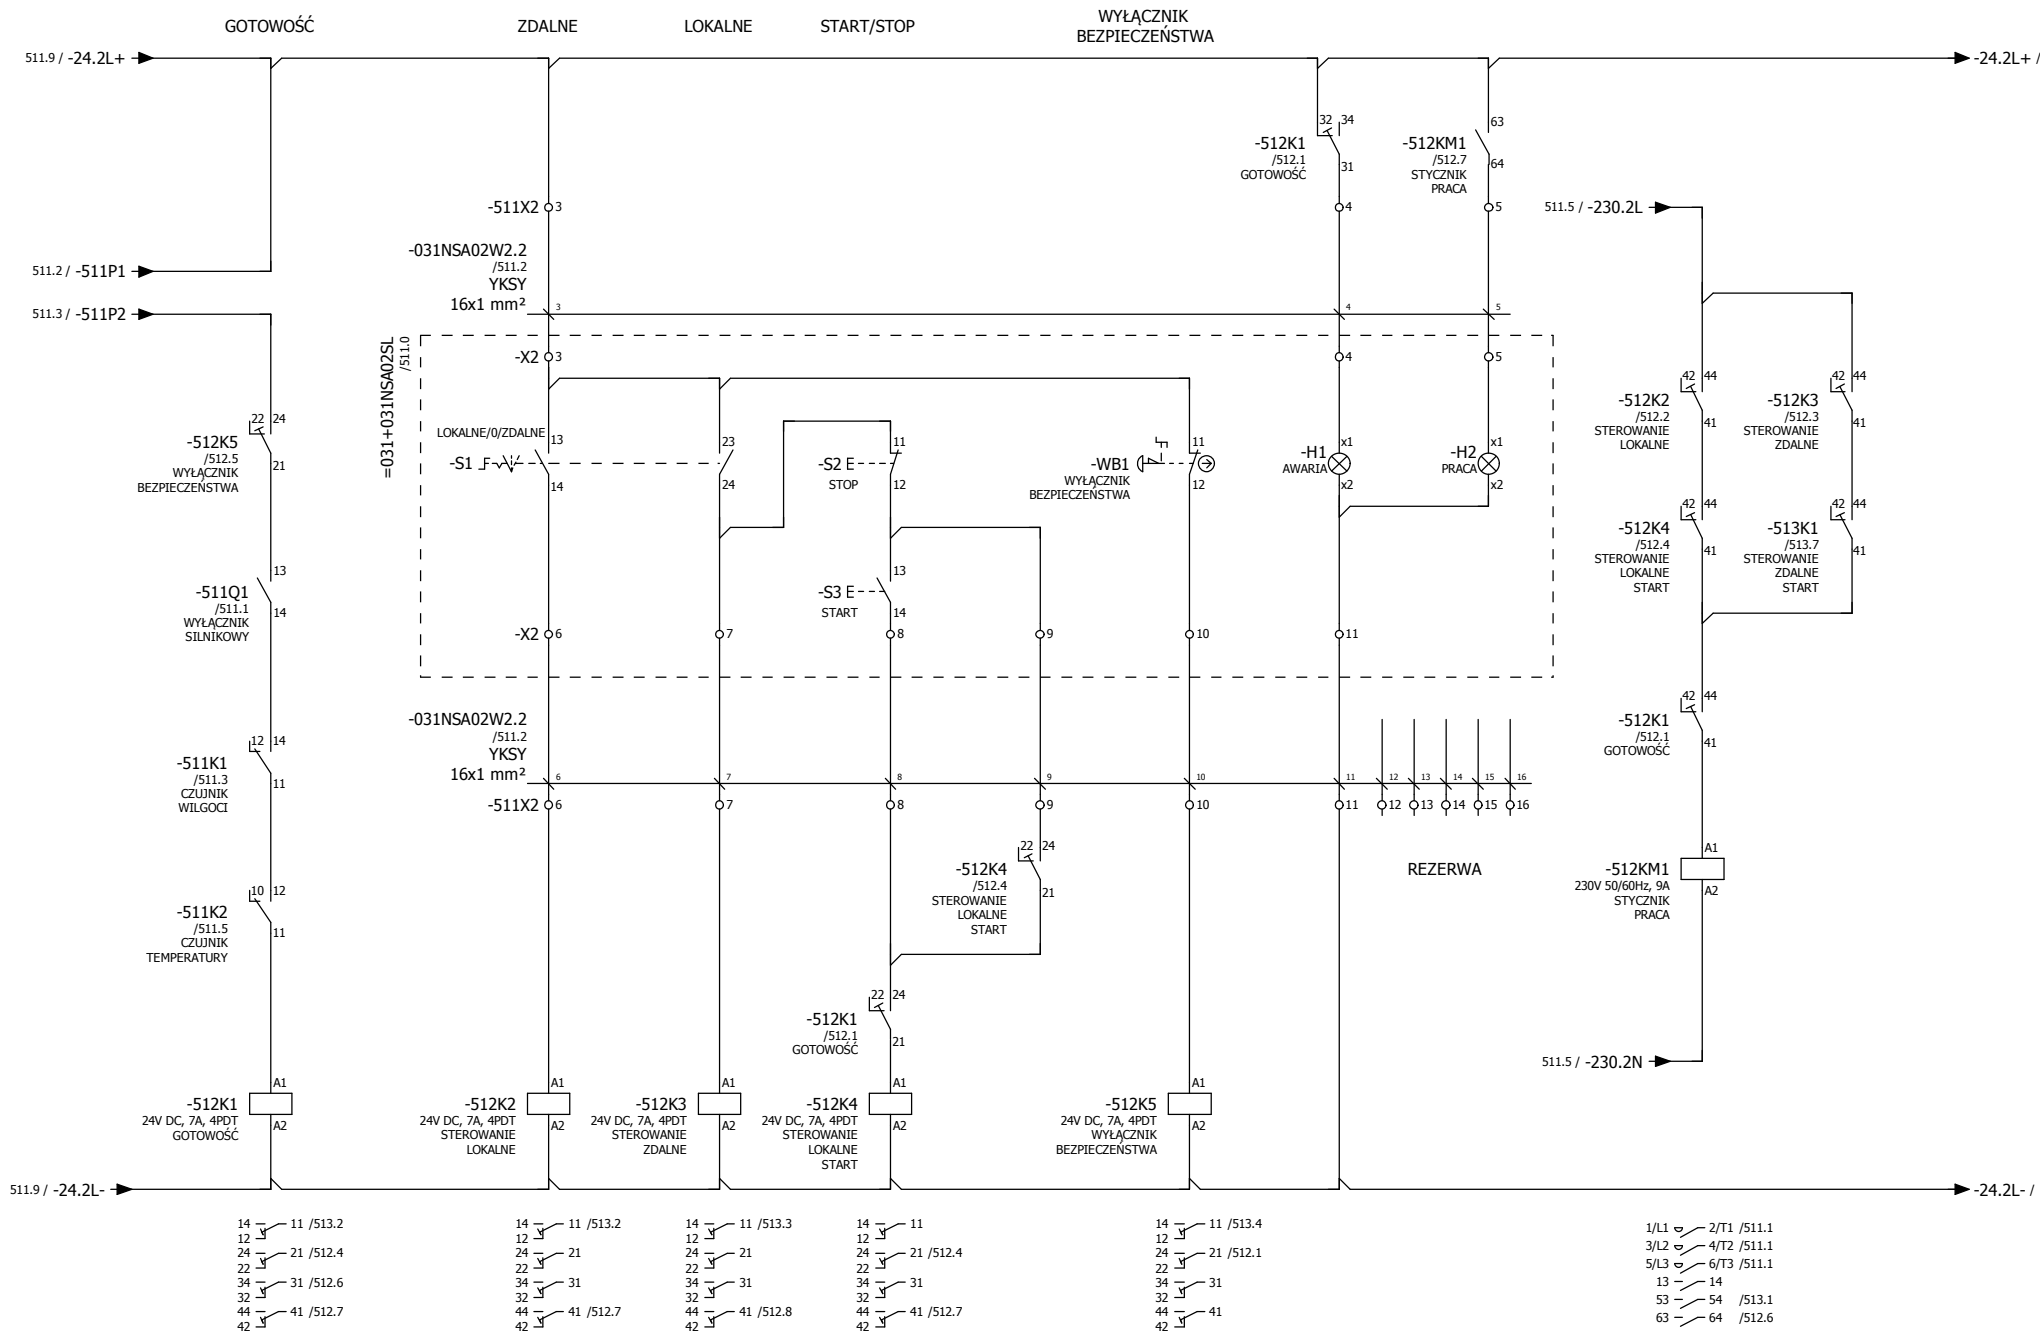 GOTOWOŚĆ
ZDALNE
LOKALNE
START/STOP
WYŁĄCZNIK
BEZPIECZEŃSTWA
511.9 / -24.2L+
-24.2L+ /
32 34
-512K1
/512.1
GOTOWOŚĆ
31
63
-512KM1
/512.7
STYCZNIK
PRACA
64
-511X2 3
4
5
511.5 / -230.2L
-031NSA02W2.2
/511.2
YKSY
16x1 mm²
3
4
5
511.2 / -511P1
511.3 / -511P2
=031+031NSA02SL
/511.0
-X2 3
4
5
22 24
-512K5
/512.5
WYŁĄCZNIK
BEZPIECZEŃSTWA
21
LOKALNE/0/ZDALNE
13
-S1
14
23
24
11
-S2
STOP
12
11
-WB1
WYŁĄCZNIK
BEZPIECZEŃSTWA
12
x1
-H1
AWARIA
x2
x1
-H2
PRACA
x2
42 44
-512K2
/512.2
STEROWANIE
LOKALNE
41
42 44
-512K3
/512.3
STEROWANIE
ZDALNE
41
42 44
-512K4
/512.4
STEROWANIE
LOKALNE
START
41
42 44
-513K1
/513.7
STEROWANIE
ZDALNE
START
41
13
-511Q1
/511.1
WYŁĄCZNIK
SILNIKOWY
14
13
-S3
START
14
-X2 6
7
8
9
10
11
42 44
-512K1
/512.1
GOTOWOŚĆ
41
12 14
-511K1
/511.3
CZUJNIK
WILGOCI
11
-031NSA02W2.2
/511.2
YKSY
16x1 mm²
6
7
8
9
10
11
12
13
14
15
16
-511X2 6
7
8
9
10
11
12
13
14
15
16
REZERWA
22 24
-512K4
/512.4
STEROWANIE
LOKALNE
START
21
A1
-512KM1
230V 50/60Hz, 9A
STYCZNIK
PRACA
A2
10 12
-511K2
/511.5
CZUJNIK
TEMPERATURY
11
22 24
-512K1
/512.1
GOTOWOŚĆ
21
511.5 / -230.2N
A1
-512K1
24V DC, 7A, 4PDT
GOTOWOŚĆ
A2
A1
-512K2
24V DC, 7A, 4PDT
STEROWANIE
LOKALNE
A2
A1
-512K3
24V DC, 7A, 4PDT
STEROWANIE
ZDALNE
A2
A1
-512K4
24V DC, 7A, 4PDT
STEROWANIE
LOKALNE
START
A2
A1
-512K5
24V DC, 7A, 4PDT
WYŁĄCZNIK
BEZPIECZEŃSTWA
A2
511.9 / -24.2L-
-24.2L- /
14 11 /513.2
12
24 21 /512.4
22
34 31 /512.6
32
44 41 /512.7
42
14 11 /513.2
12
24 21
22
34 31
32
44 41 /512.7
42
14 11 /513.3
12
24 21
22
34 31
32
44 41 /512.8
42
14 11
12
24 21 /512.4
22
34 31
32
44 41 /512.7
42
14 11 /513.4
12
24 21 /512.1
22
34 31
32
44 41
42
1/L1 2/T1 /511.1
3/L2 4/T2 /511.1
5/L3 6/T3 /511.1
13 14
53 54 /513.1
63 64 /512.6